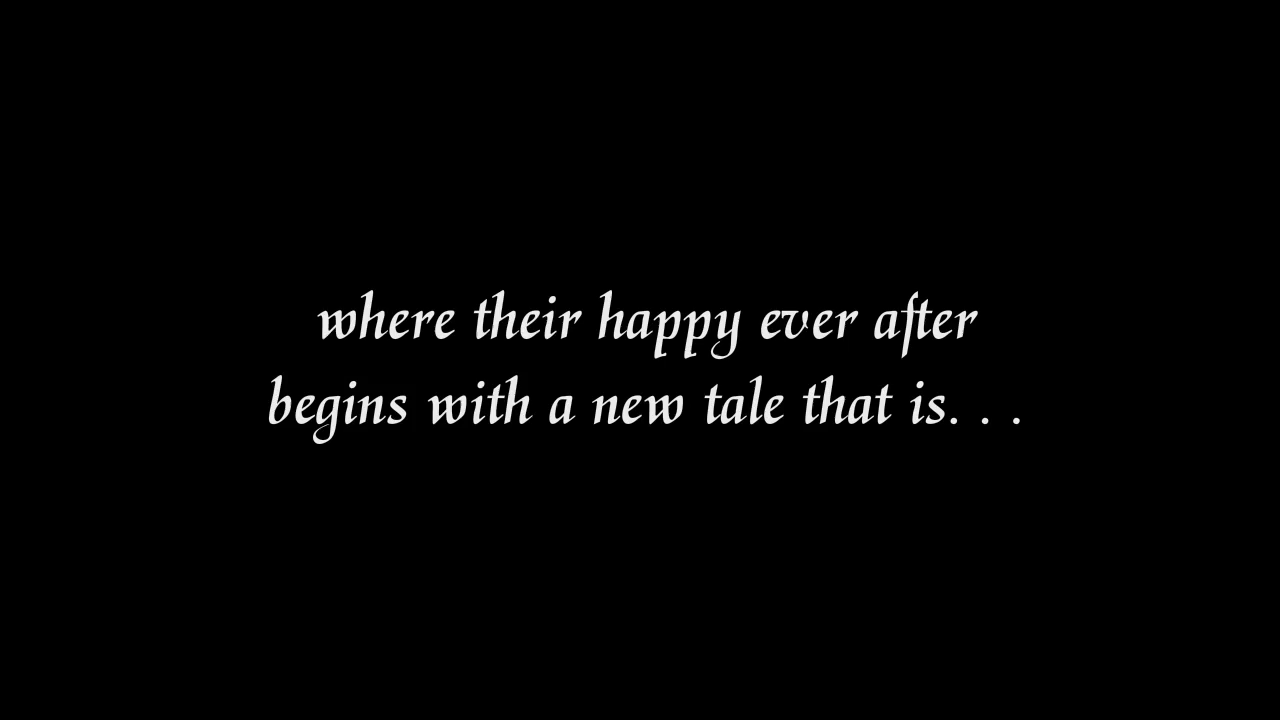 where their happy ever after
begins with a new tale that is. . .